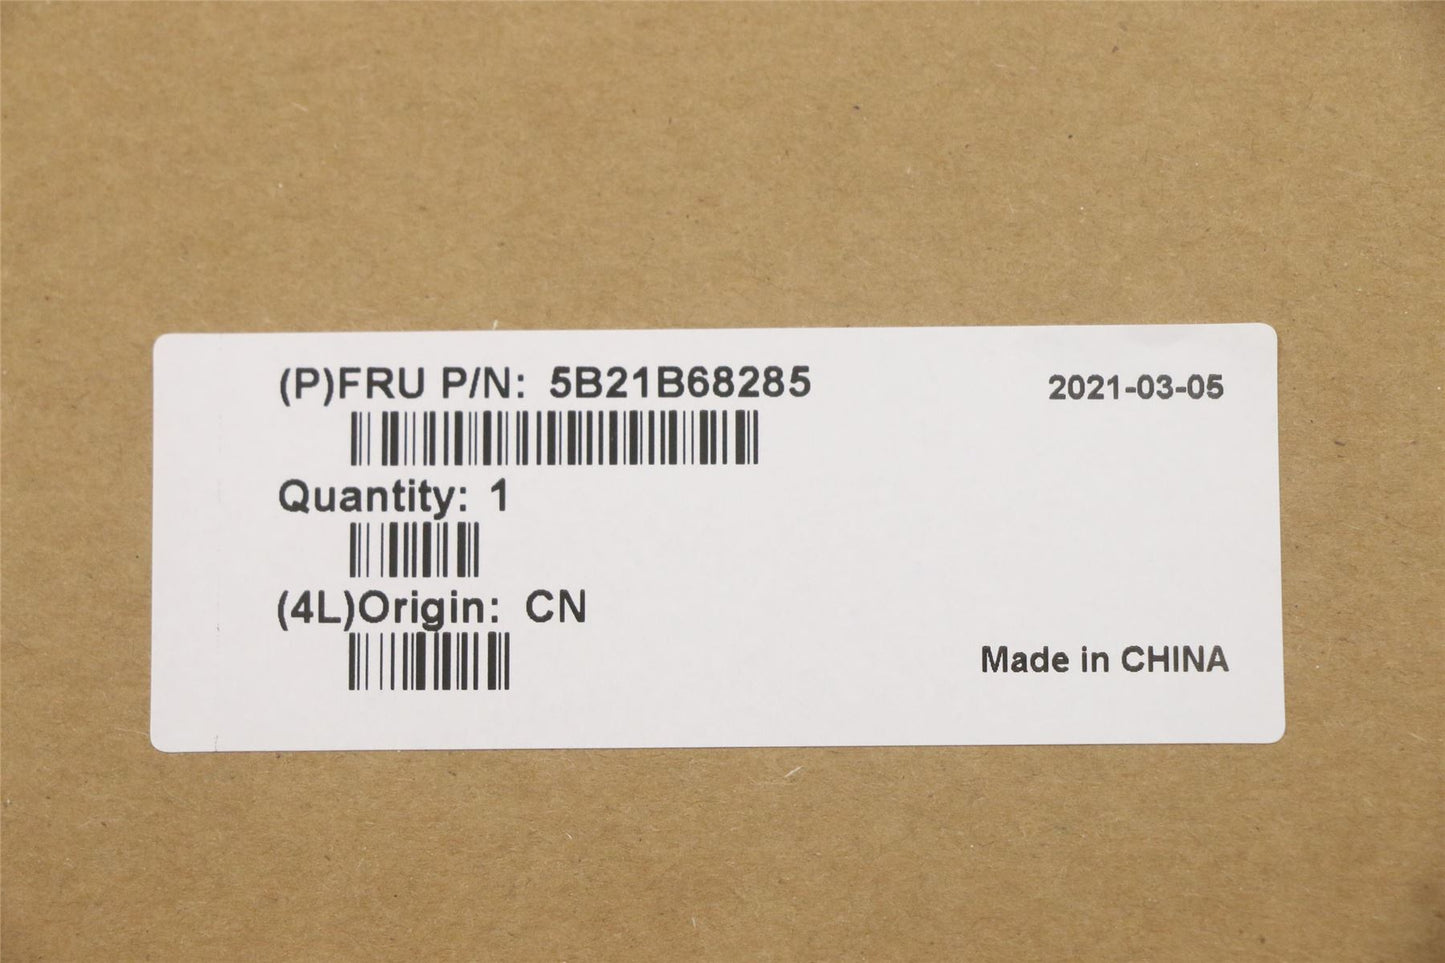 (P)FRU P/N: 5B21B68285
2021-03-05
Quantity: 1
(4L)Origin: CN
Made in CHINA